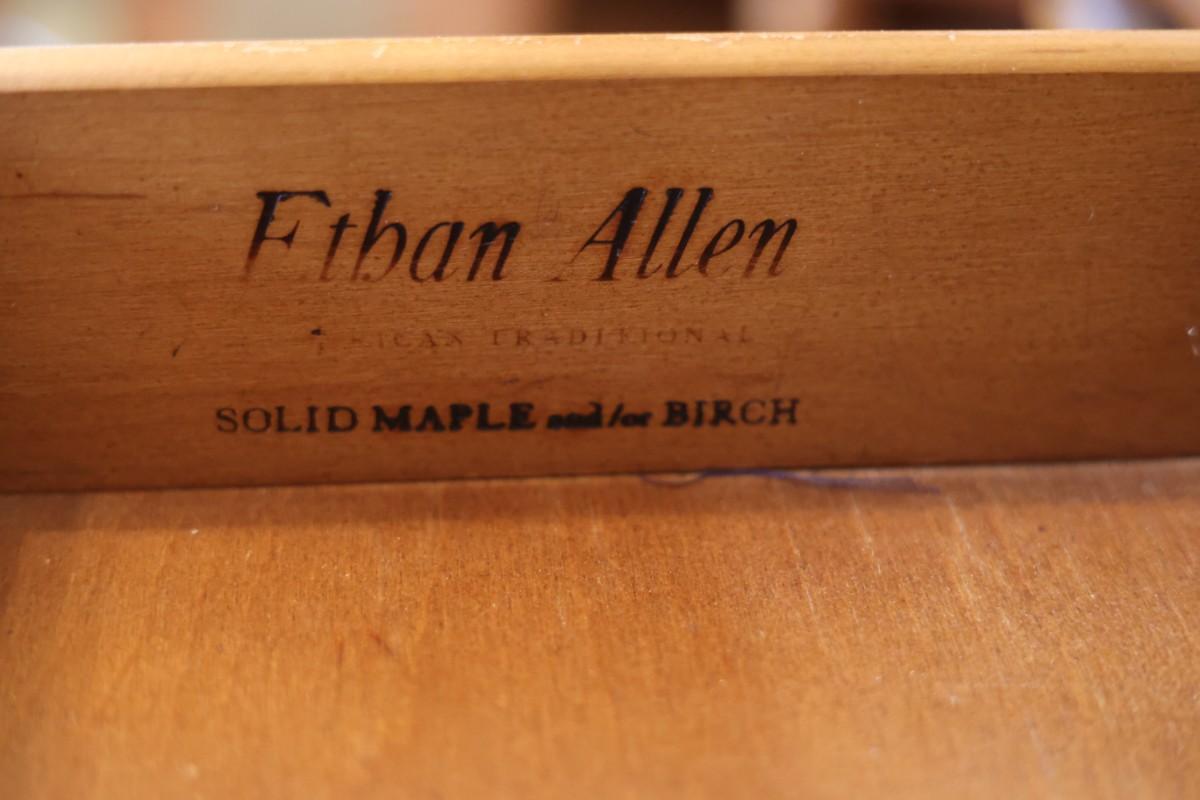 Ethan Allen
TRADITIONAL
SOLID MAPLE and/or BIRCH